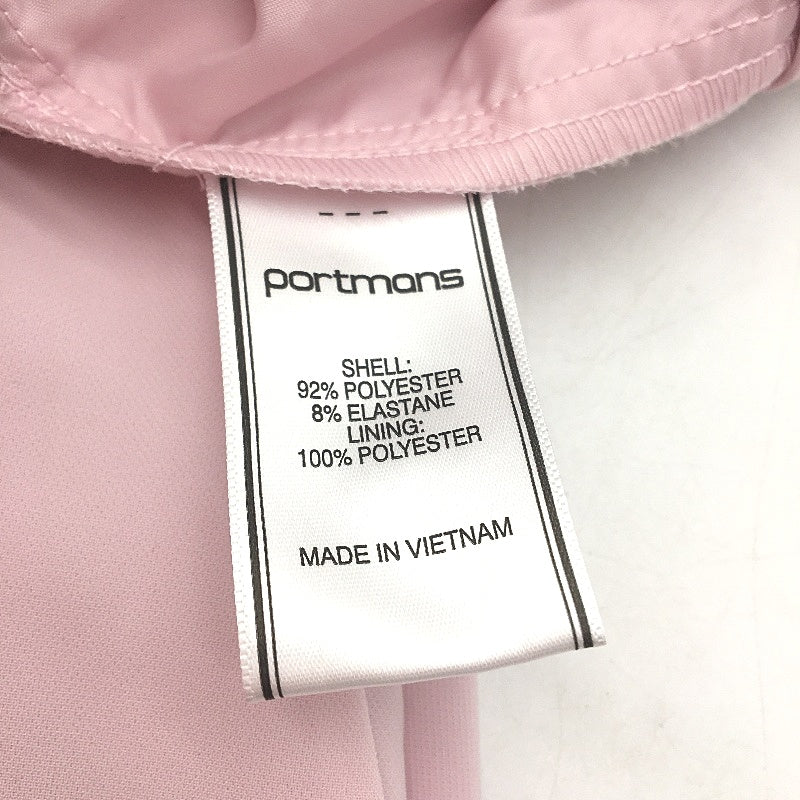 - - -
portmans
SHELL:
92% POLYESTER
8% ELASTANE
LINING:
100% POLYESTER
MADE IN VIETNAM